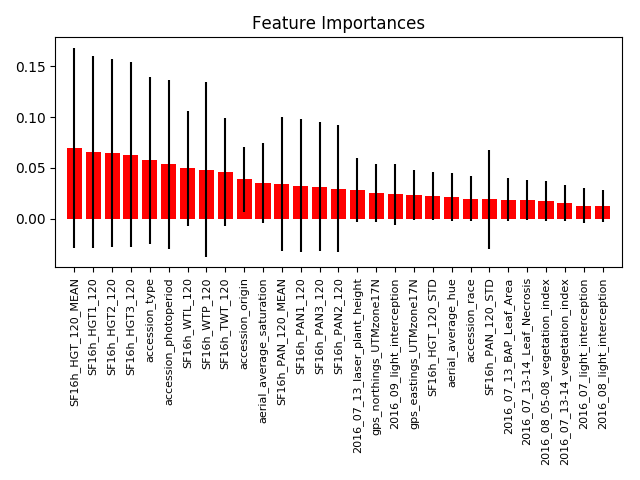 Feature Importances
0.15
0.10
0.05
0.00
SF16h_HGT_120_MEAN
SF16h_HGT1_120
SF16h_HGT2_120
SF16h_HGT3_120
accession_type
accession_photoperiod
SF16h_WTL_120
SF16h_WTP_120
SF16h_TWT_120
accession_origin
aerial_average_saturation
SF16h_PAN_120_MEAN
SF16h_PAN1_120
SF16h_PAN3_120
SF16h_PAN2_120
2016_07_13_laser_plant_height
gps_northings_UTMzone17N
2016_09_light_interception
gps_eastings_UTMzone17N
SF16h_HGT_120_STD
aerial_average_hue
accession_race
SF16h_PAN_120_STD
2016_07_13_BAP_Leaf_Area
2016_07_13-14_Leaf_Necrosis
2016_08_05-08_vegetation_index
2016_07_13-14_vegetation_index
2016_07_light_interception
2016_08_light_interception